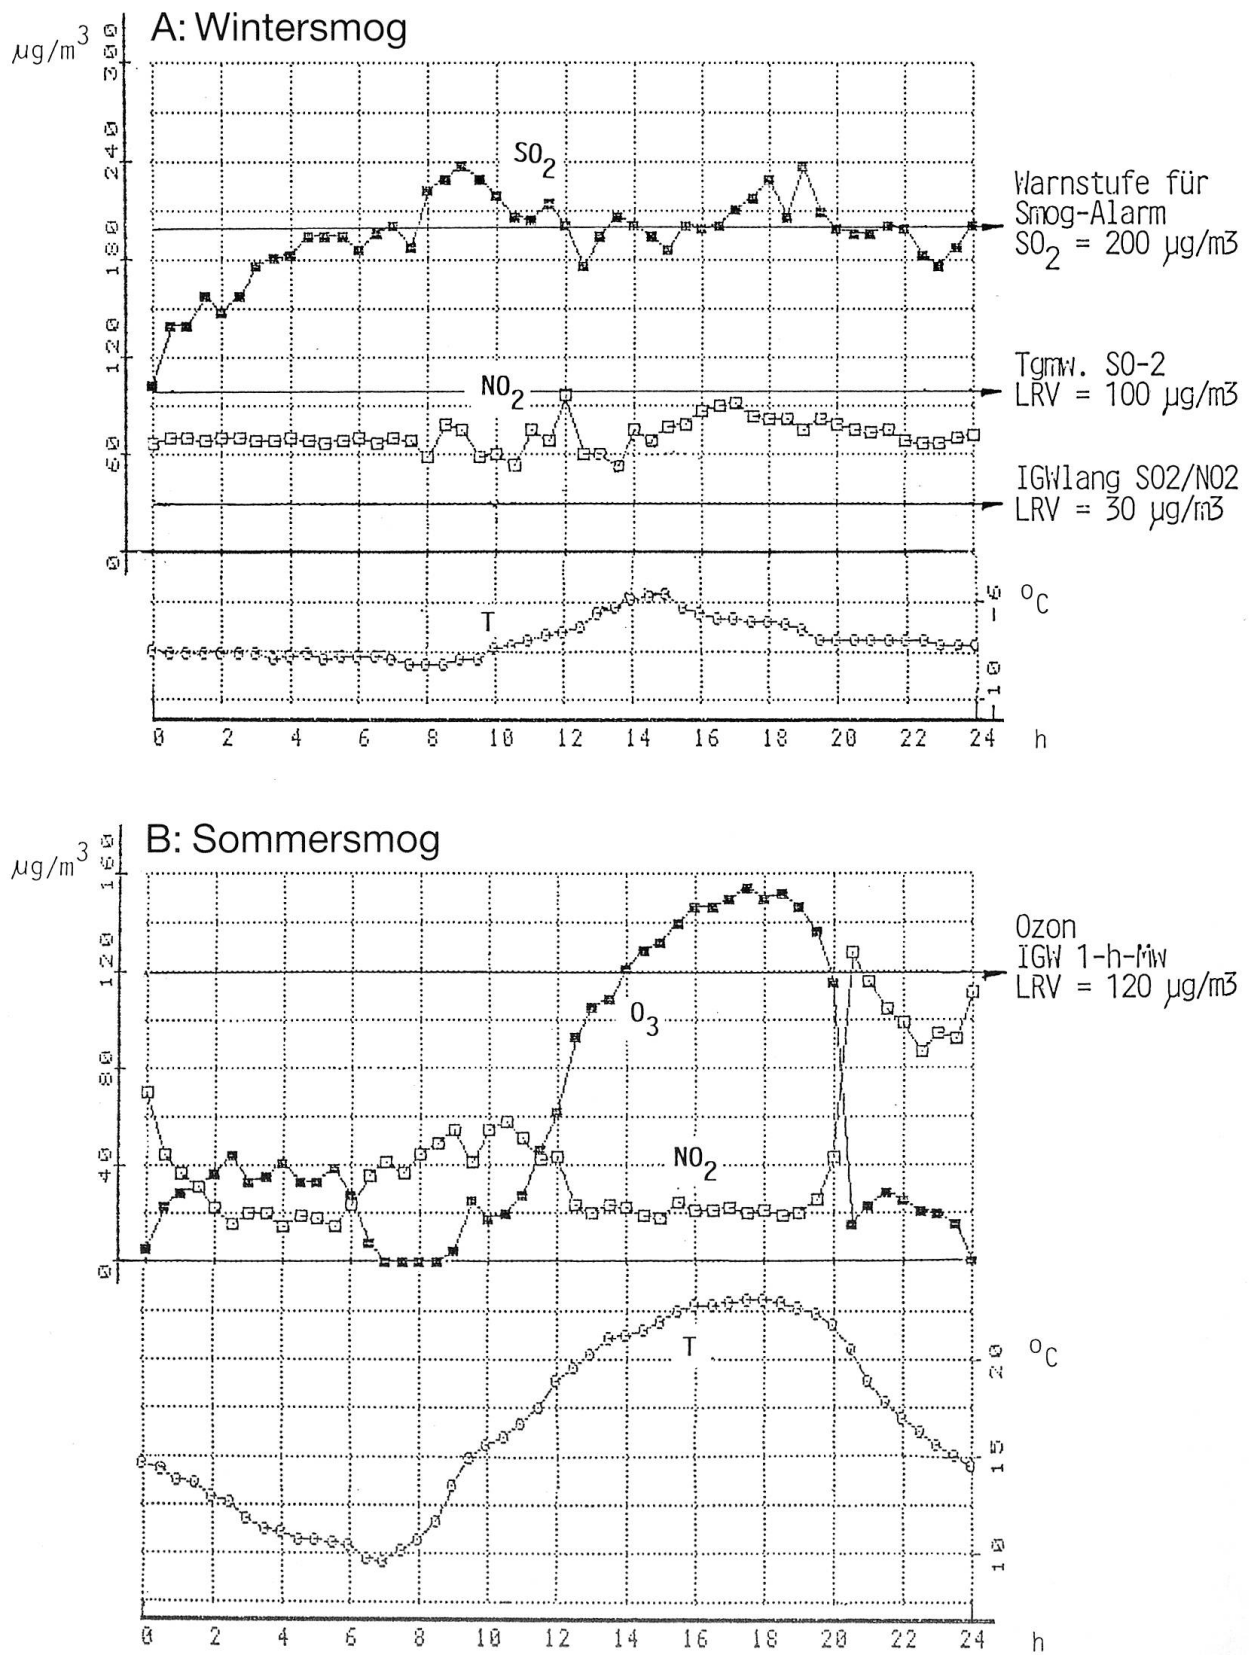 A: Wintersmog
µg/m³
300
240
180
120
60
0
SO₂
NO₂
T
Warnstufe für
Smog-Alarm
SO₂ = 200 µg/m3
Tgmw. SO-2
LRV = 100 µg/m3
IGWlang SO2/NO2
LRV = 30 µg/m3
-6 °C
-10
0 2 4 6 8 10 12 14 16 18 20 22 24 h
B: Sommersmog
µg/m³
160
120
80
40
0
O₃
NO₂
T
Ozon
IGW 1-h-Mw
LRV = 120 µg/m3
20 °C
15
10
0 2 4 6 8 10 12 14 16 18 20 22 24 h